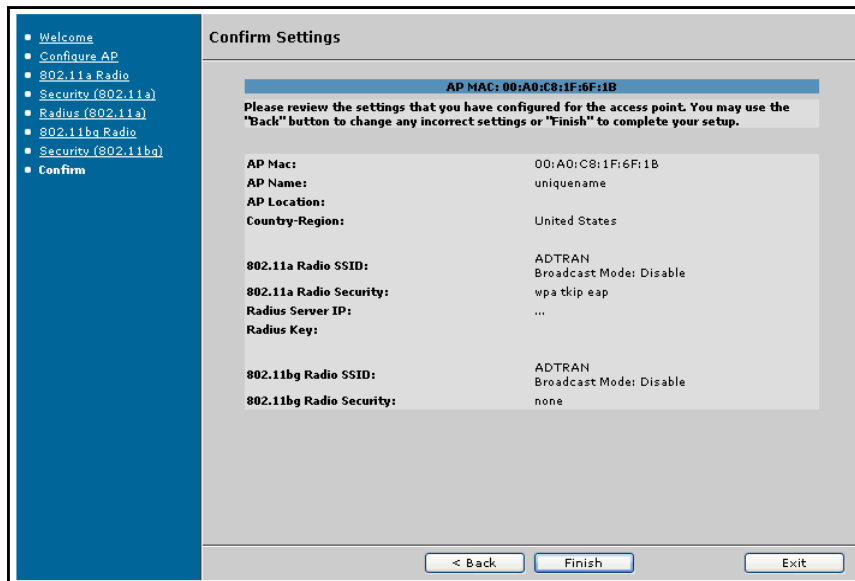 Welcome
Configure AP
802.11a Radio
Security (802.11a)
Radius (802.11a)
802.11bg Radio
Security (802.11bg)
Confirm
Confirm Settings
AP MAC: 00:A0:C8:1F:6F:1B
Please review the settings that you have configured for the access point. You may use the
"Back" button to change any incorrect settings or "Finish" to complete your setup.
AP Mac: 00:A0:C8:1F:6F:1B
AP Name: uniquename
AP Location:
Country-Region: United States
802.11a Radio SSID: ADTRAN
Broadcast Mode: Disable
802.11a Radio Security: wpa tkip eap
Radius Server IP: ...
Radius Key:
802.11bg Radio SSID: ADTRAN
Broadcast Mode: Disable
802.11bg Radio Security: none
< Back
Finish
Exit